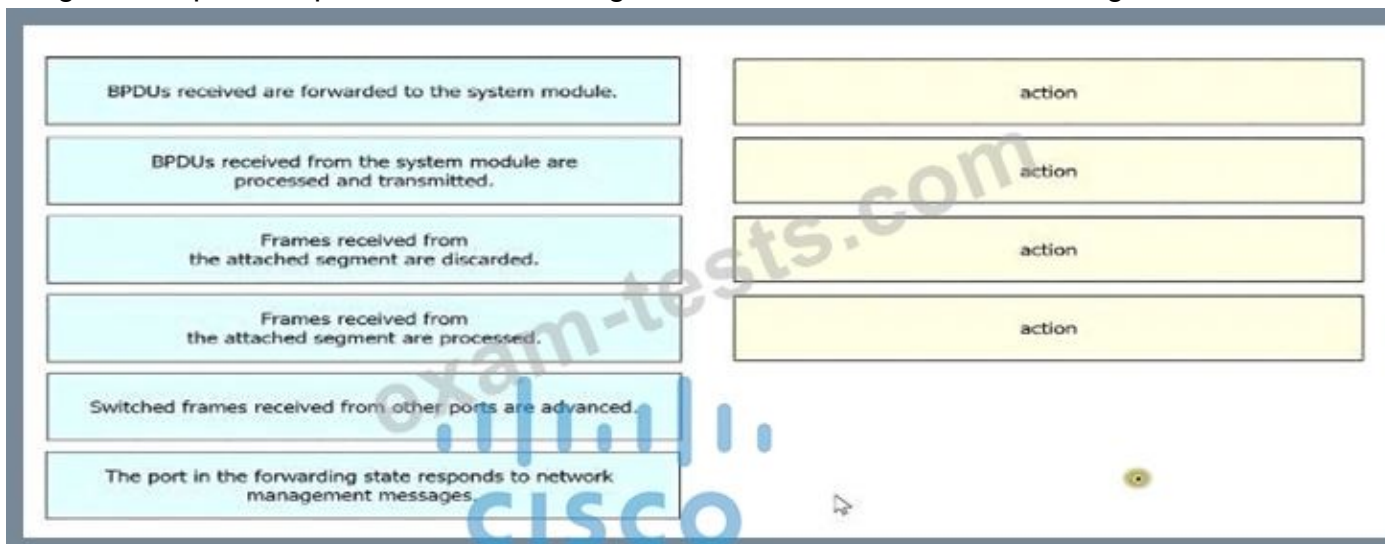 BPDUs received are forwarded to the system module.
action
BPDUs received from the system module are
processed and transmitted.
action
Frames received from
the attached segment are discarded.
action
Frames received from
the attached segment are processed.
action
Switched frames received from other ports are advanced.
The port in the forwarding state responds to network
management messages.
exam-tests.com
CISCO